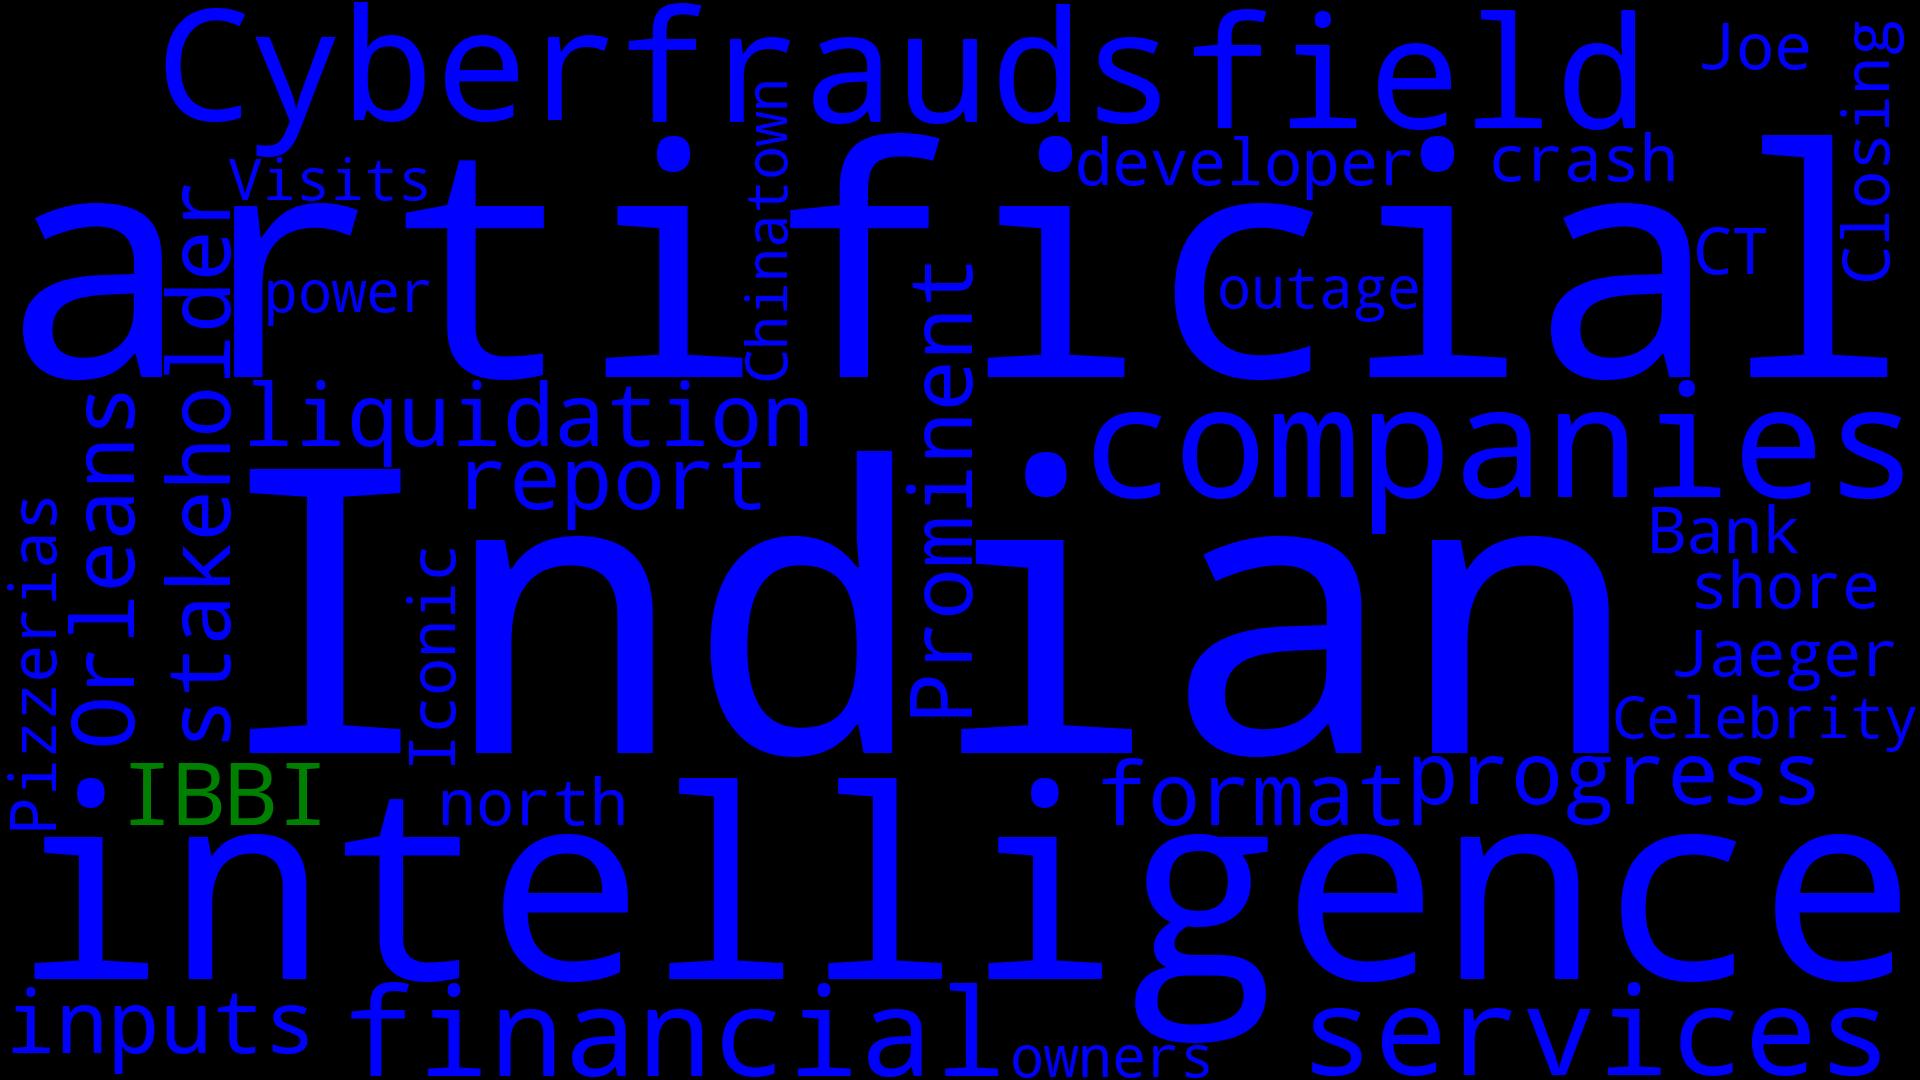 Cyberfrauds field Joe
Closing
Visits
Chinatown
developer crash
artificial
CT
power
outage
stakeholder
Prominent
liquidation
companies
report
Orleans
Indian
Bank
shore
Pizzerias
Iconic
Jaeger
Celebrity
IBBI
north
format progress
intelligence
inputs financial owners services